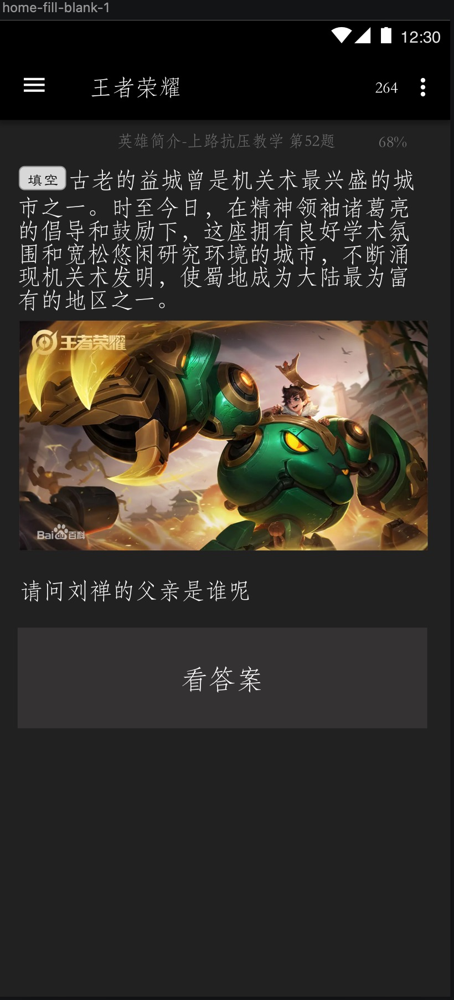 home-fill-blank-1
12:30
王者荣耀 264
英雄简介-上路抗压教学 第52题 68%
填空 古老的益城曾是机关术最兴盛的城
市之一。时至今日，在精神领袖诸葛亮
的倡导和鼓励下，这座拥有良好学术氛
围和宽松悠闲研究环境的城市，不断涌
现机关术发明，使蜀地成为大陆最为富
有的地区之一。
王者荣耀
Bai du 百科
请问刘禅的父亲是谁呢
看答案